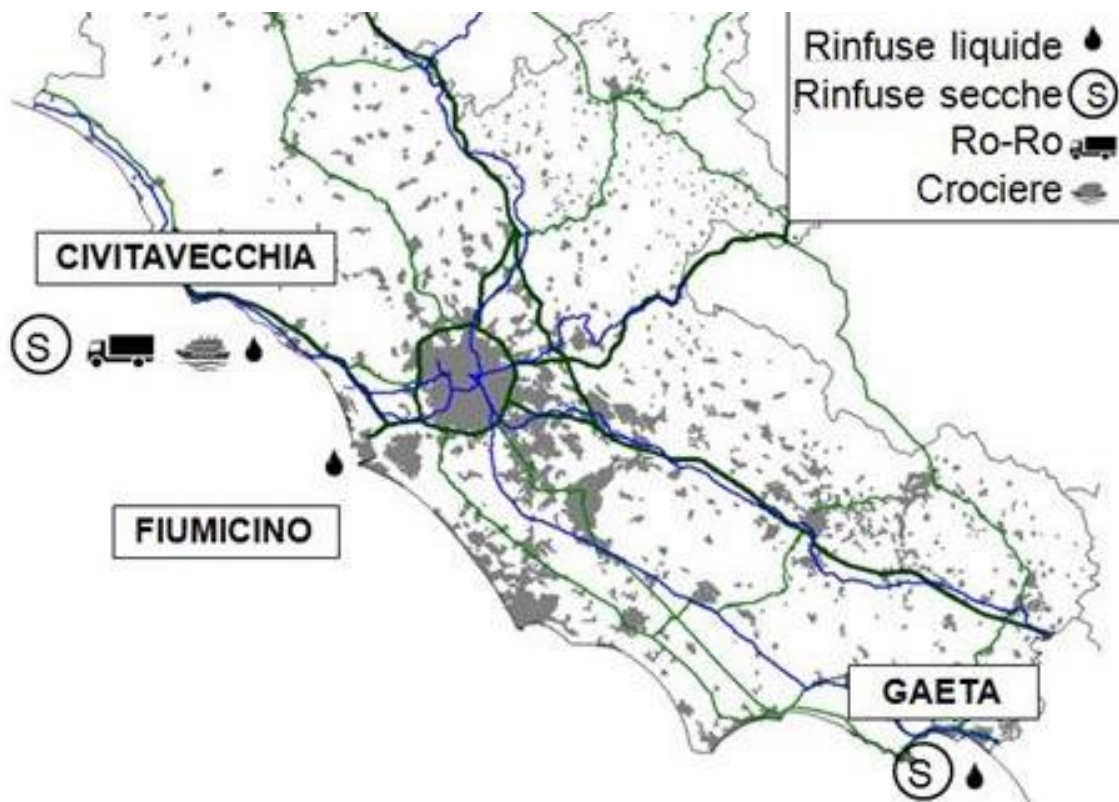 Rinfuse liquide
Rinfuse secche S
Ro-Ro
Crociere
CIVITAVECCHIA
S
FIUMICINO
GAETA
S